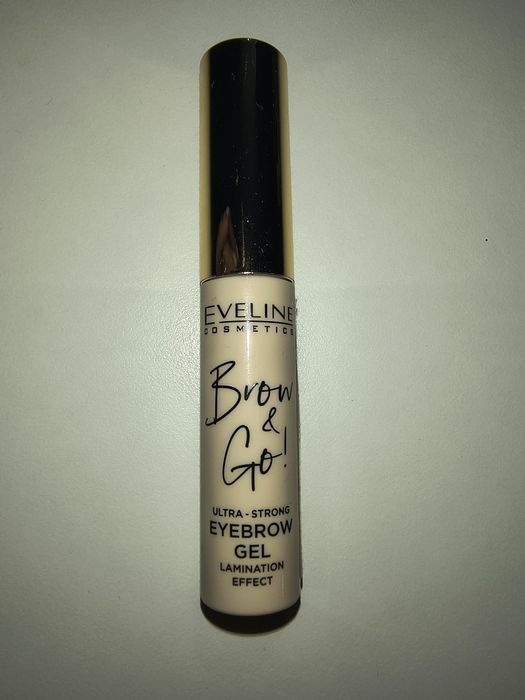 EVELINE
COSMETICS
Brow
&
Go!
ULTRA-STRONG
EYEBROW
GEL
LAMINATION
EFFECT